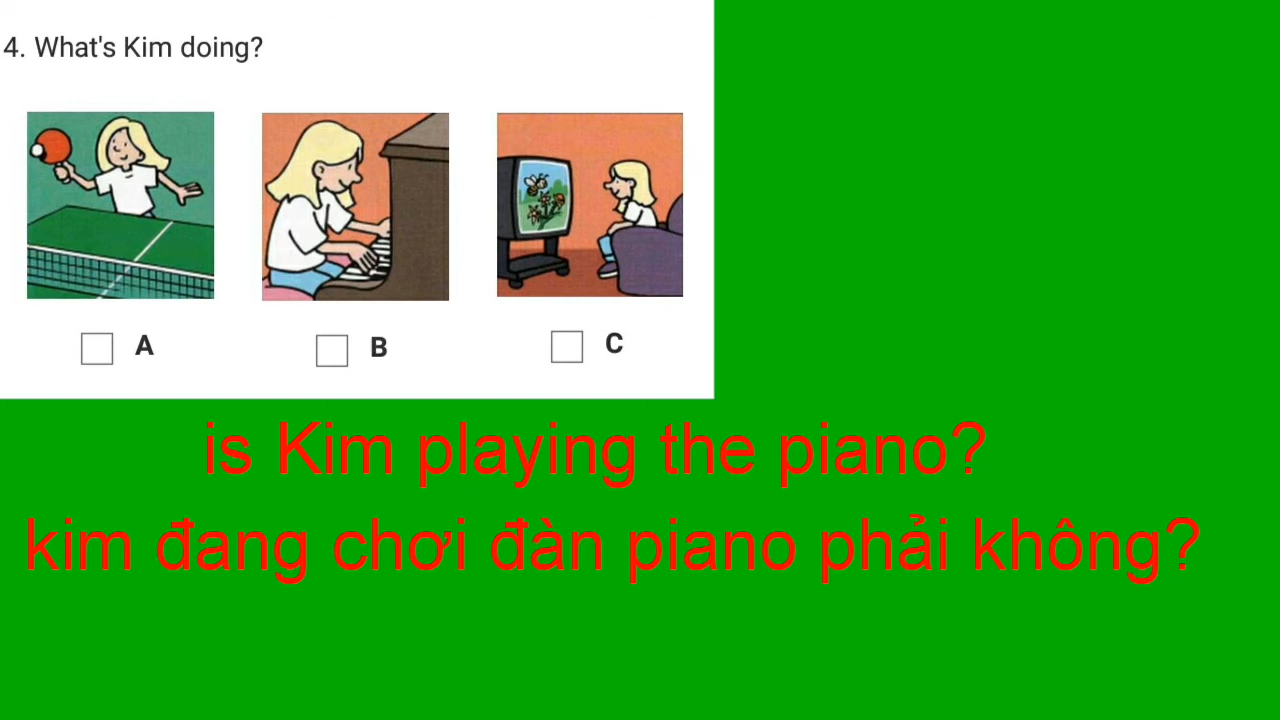 4. What's Kim doing?
A
B
C
is Kim playing the piano?
kim đang chơi đàn piano phải không?